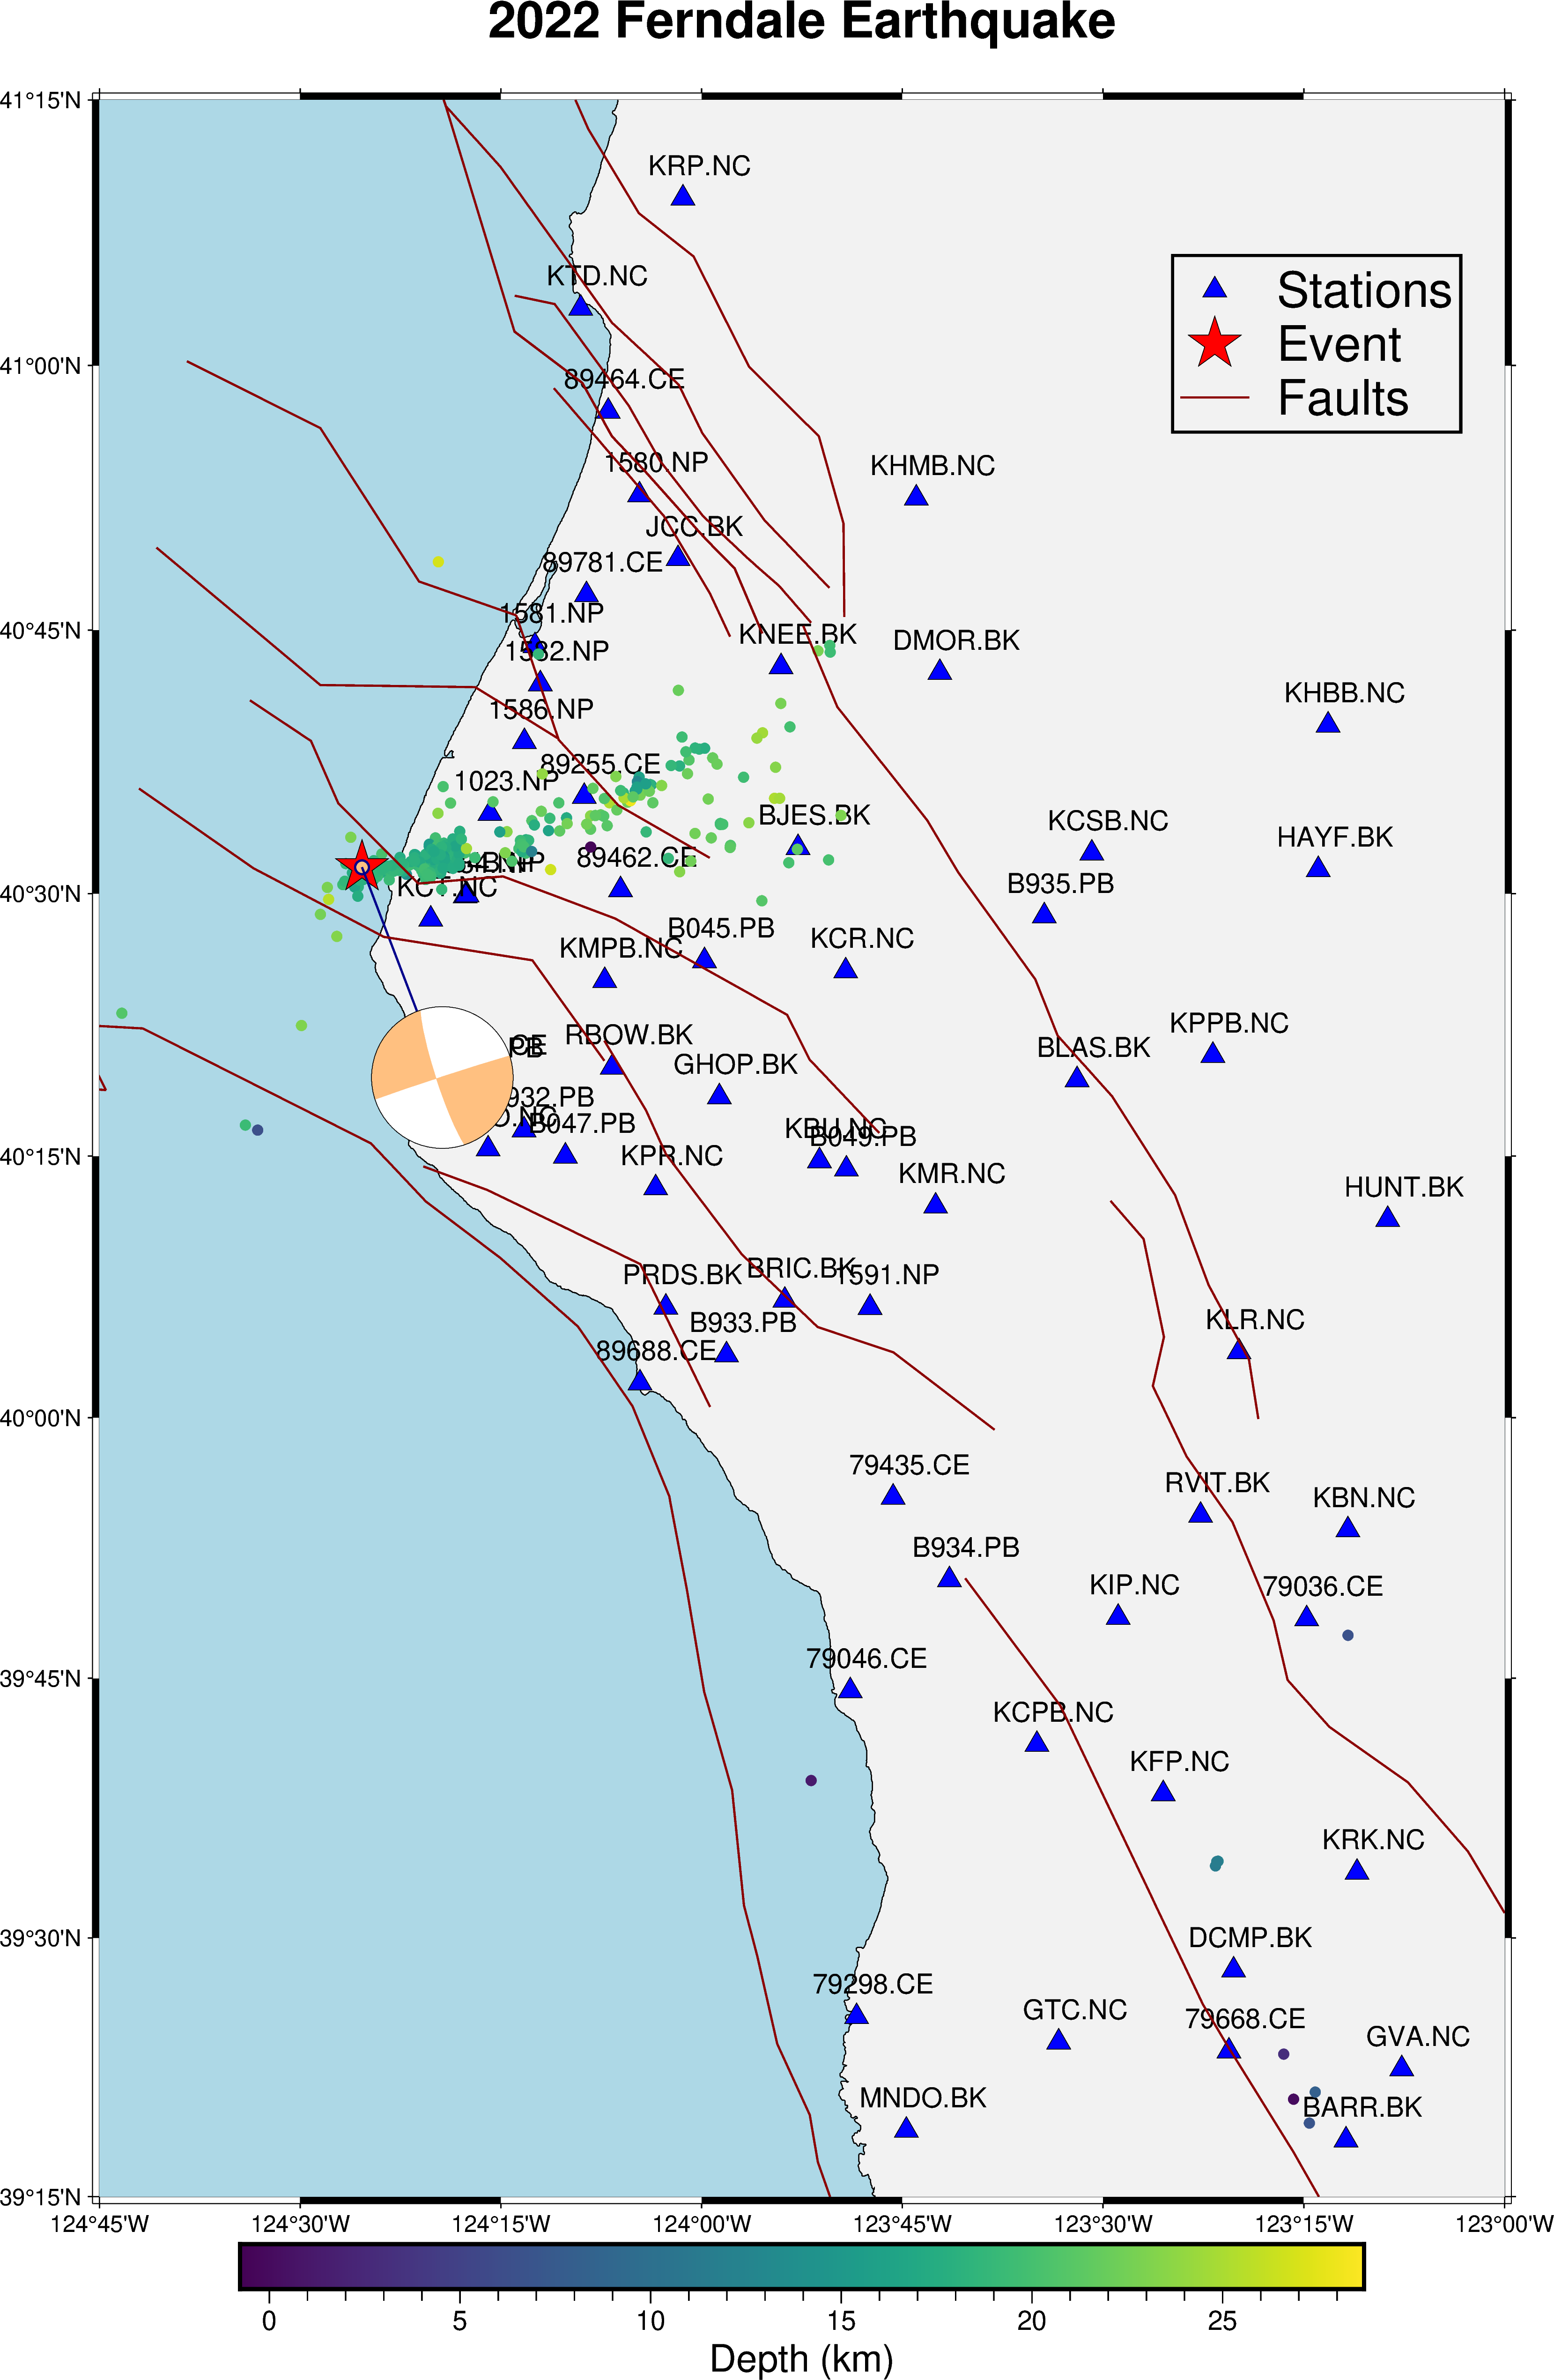 2022 Ferndale Earthquake
41°15'N
KRP.NC
KTD.NC
Stations
Event
Faults
41°00'N
89464.CE
1580.NP
KHMB.NC
JCC.BK
89781.CE
1581.NP
40°45'N
KNEE.BK
DMOR.BK
1582.NP
KHBB.NC
1586.NP
89255.CE
1023.NP
BJES.BK
KCSB.NC
HAYF.BK
89462.CE
40°30'N
KCT.NC
B935.PB
B045.PB
KCR.NC
KMPB.NC
KPPB.NC
RBOW.BK
CE
PB
BLAS.BK
GHOP.BK
932.PB
O.NC
B047.PB
KBU.NC
B049.PB
40°15'N
KPR.NC
KMR.NC
HUNT.BK
PRDS.BK
BRIC.BK
1591.NP
B933.PB
KLR.NC
89688.CE
40°00'N
79435.CE
RVIT.BK
KBN.NC
B934.PB
KIP.NC
79036.CE
39°45'N
79046.CE
KCPB.NC
KFP.NC
KRK.NC
39°30'N
DCMP.BK
79298.CE
GTC.NC
79668.CE
GVA.NC
MNDO.BK
BARR.BK
39°15'N
124°45'W 124°30'W 124°15'W 124°00'W 123°45'W 123°30'W 123°15'W 123°00'W
0 5 10 15 20 25
Depth (km)